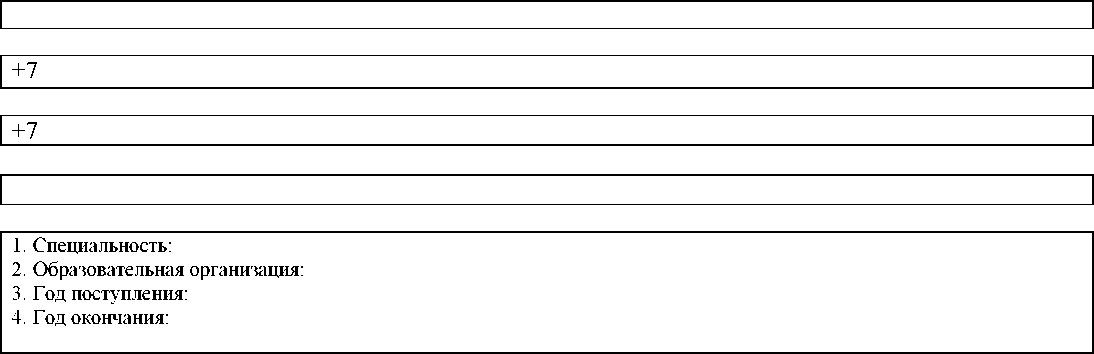 +7
+7
1. Специальность:
2. Образовательная организация:
3. Год поступления:
4. Год окончания: